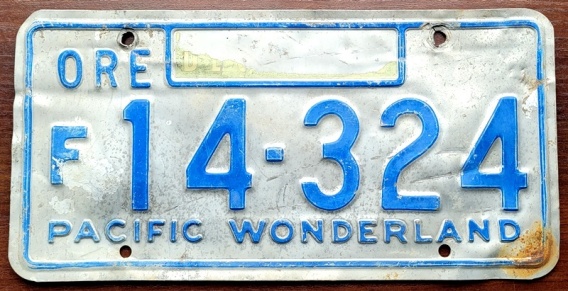 ORE
F 14-324
PACIFIC WONDERLAND